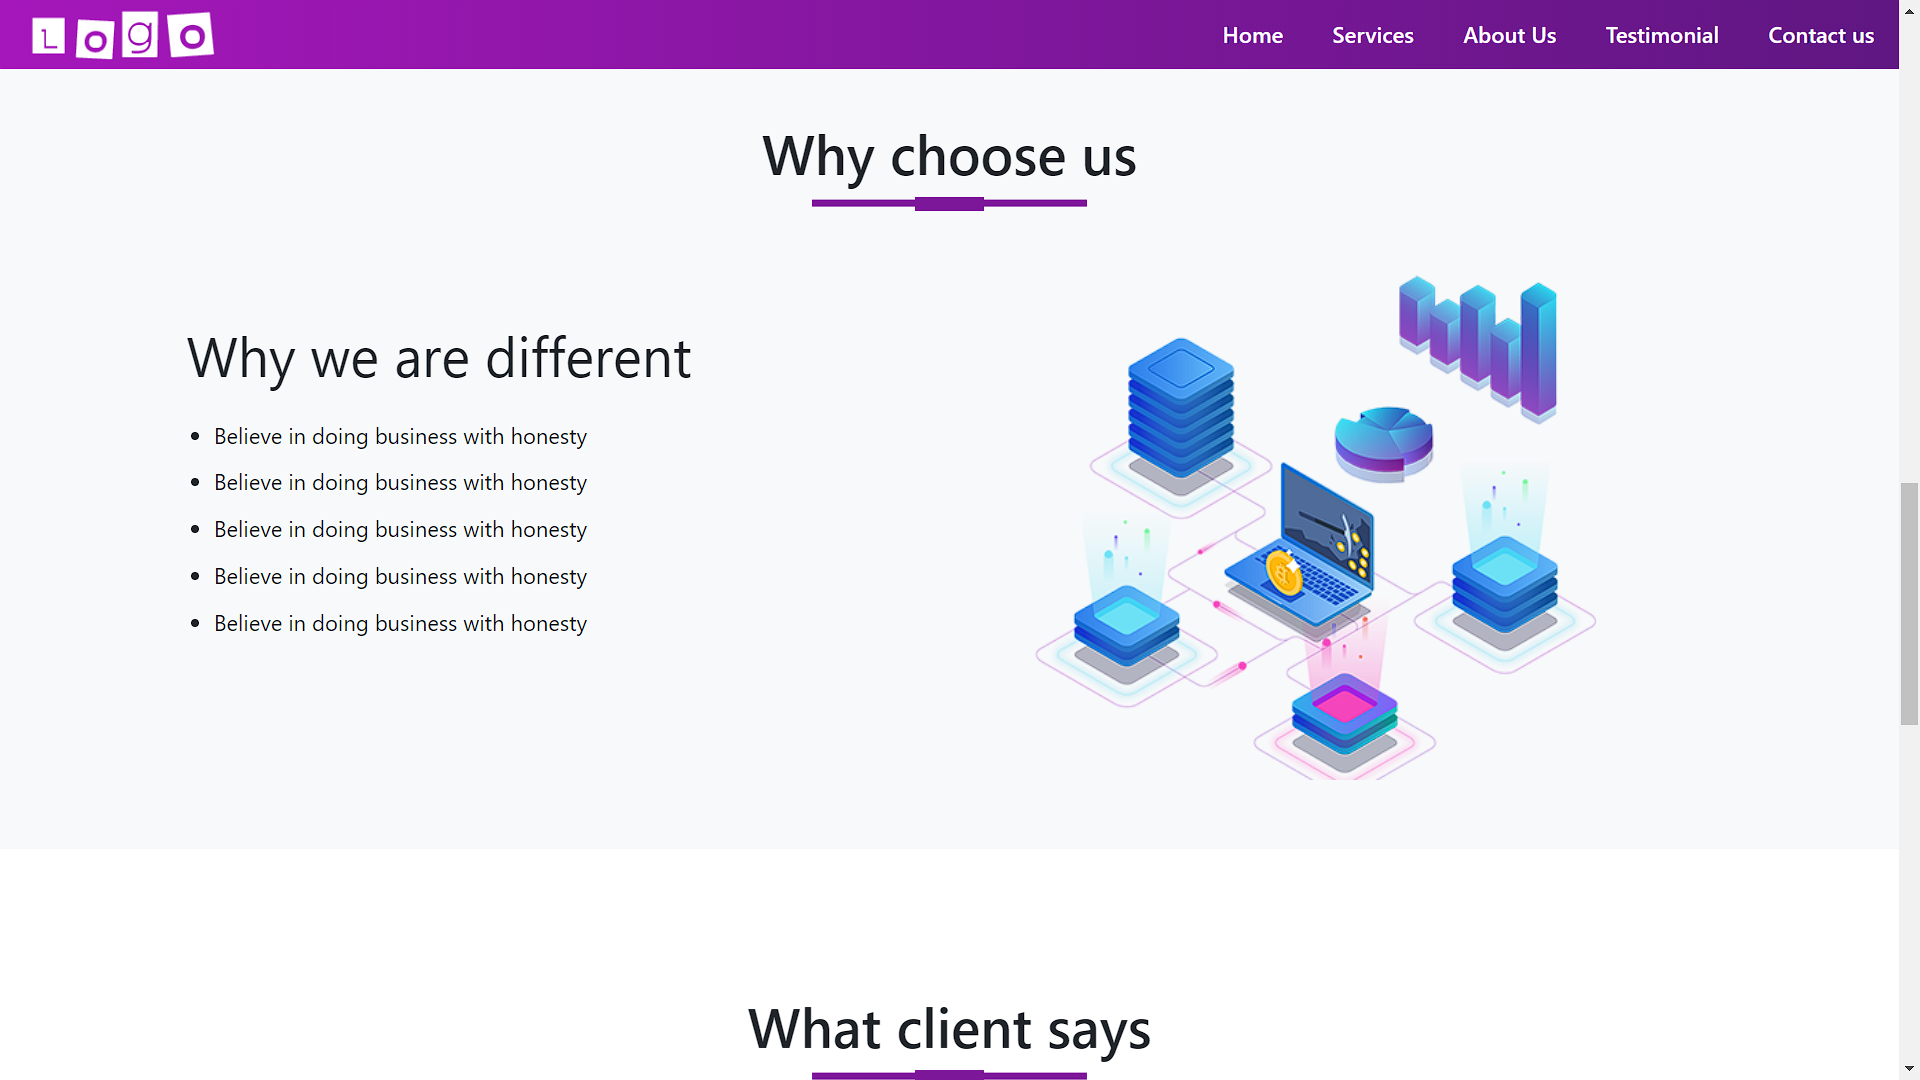 Logo
Home Services About Us Testimonial Contact us
Why choose us
Why we are different
• Believe in doing business with honesty
• Believe in doing business with honesty
• Believe in doing business with honesty
• Believe in doing business with honesty
• Believe in doing business with honesty
What client says